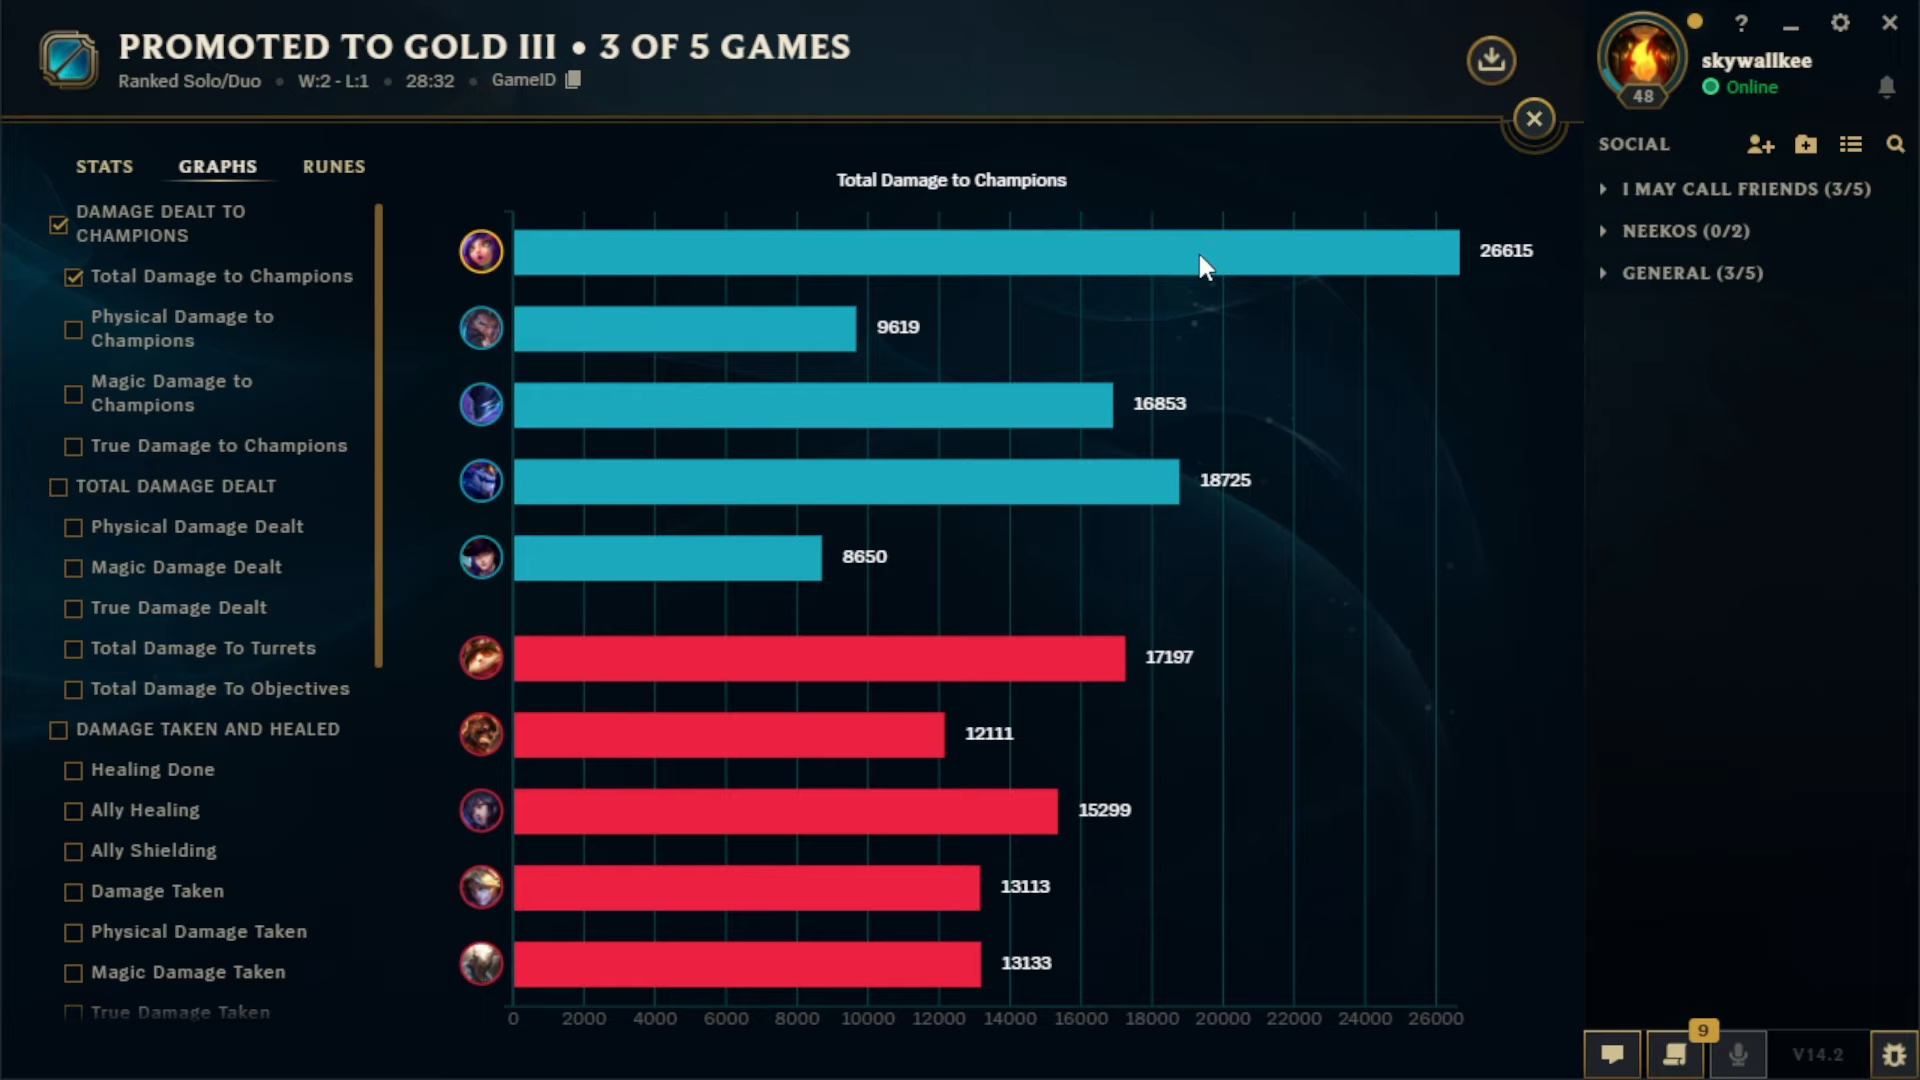 PROMOTED TO GOLD III • 3 OF 5 GAMES
Ranked Solo/Duo • W:2 - L:1 • 28:32 • GameID
STATS GRAPHS RUNES
DAMAGE DEALT TO
CHAMPIONS
Total Damage to Champions
Physical Damage to
Champions
Magic Damage to
Champions
True Damage to Champions
TOTAL DAMAGE DEALT
Physical Damage Dealt
Magic Damage Dealt
True Damage Dealt
Total Damage To Turrets
Total Damage To Objectives
DAMAGE TAKEN AND HEALED
Healing Done
Ally Healing
Ally Shielding
Damage Taken
Physical Damage Taken
Magic Damage Taken
True Damage Taken
Total Damage to Champions
26615
9619
16853
18725
8650
17197
12111
15299
13113
13133
0 2000 4000 6000 8000 10000 12000 14000 16000 18000 20000 22000 24000 26000
?
skywallkee
Online
48
SOCIAL
I MAY CALL FRIENDS (3/5)
NEEKOS (0/2)
GENERAL (3/5)
9
V14.2